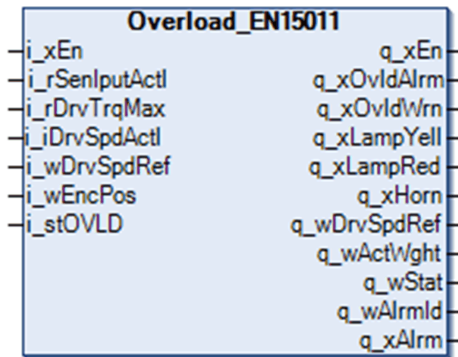 Overload_EN15011
i_xEn q_xEn
i_rSenIputActl q_xOvldAlrm
i_rDrvTrqMax q_xOvldWrn
i_iDrvSpdActl q_xLampYell
i_wDrvSpdRef q_xLampRed
i_wEncPos q_xHorn
i_stOVLD q_wDrvSpdRef
q_wActWght
q_wStat
q_wAlrmId
q_xAlrm